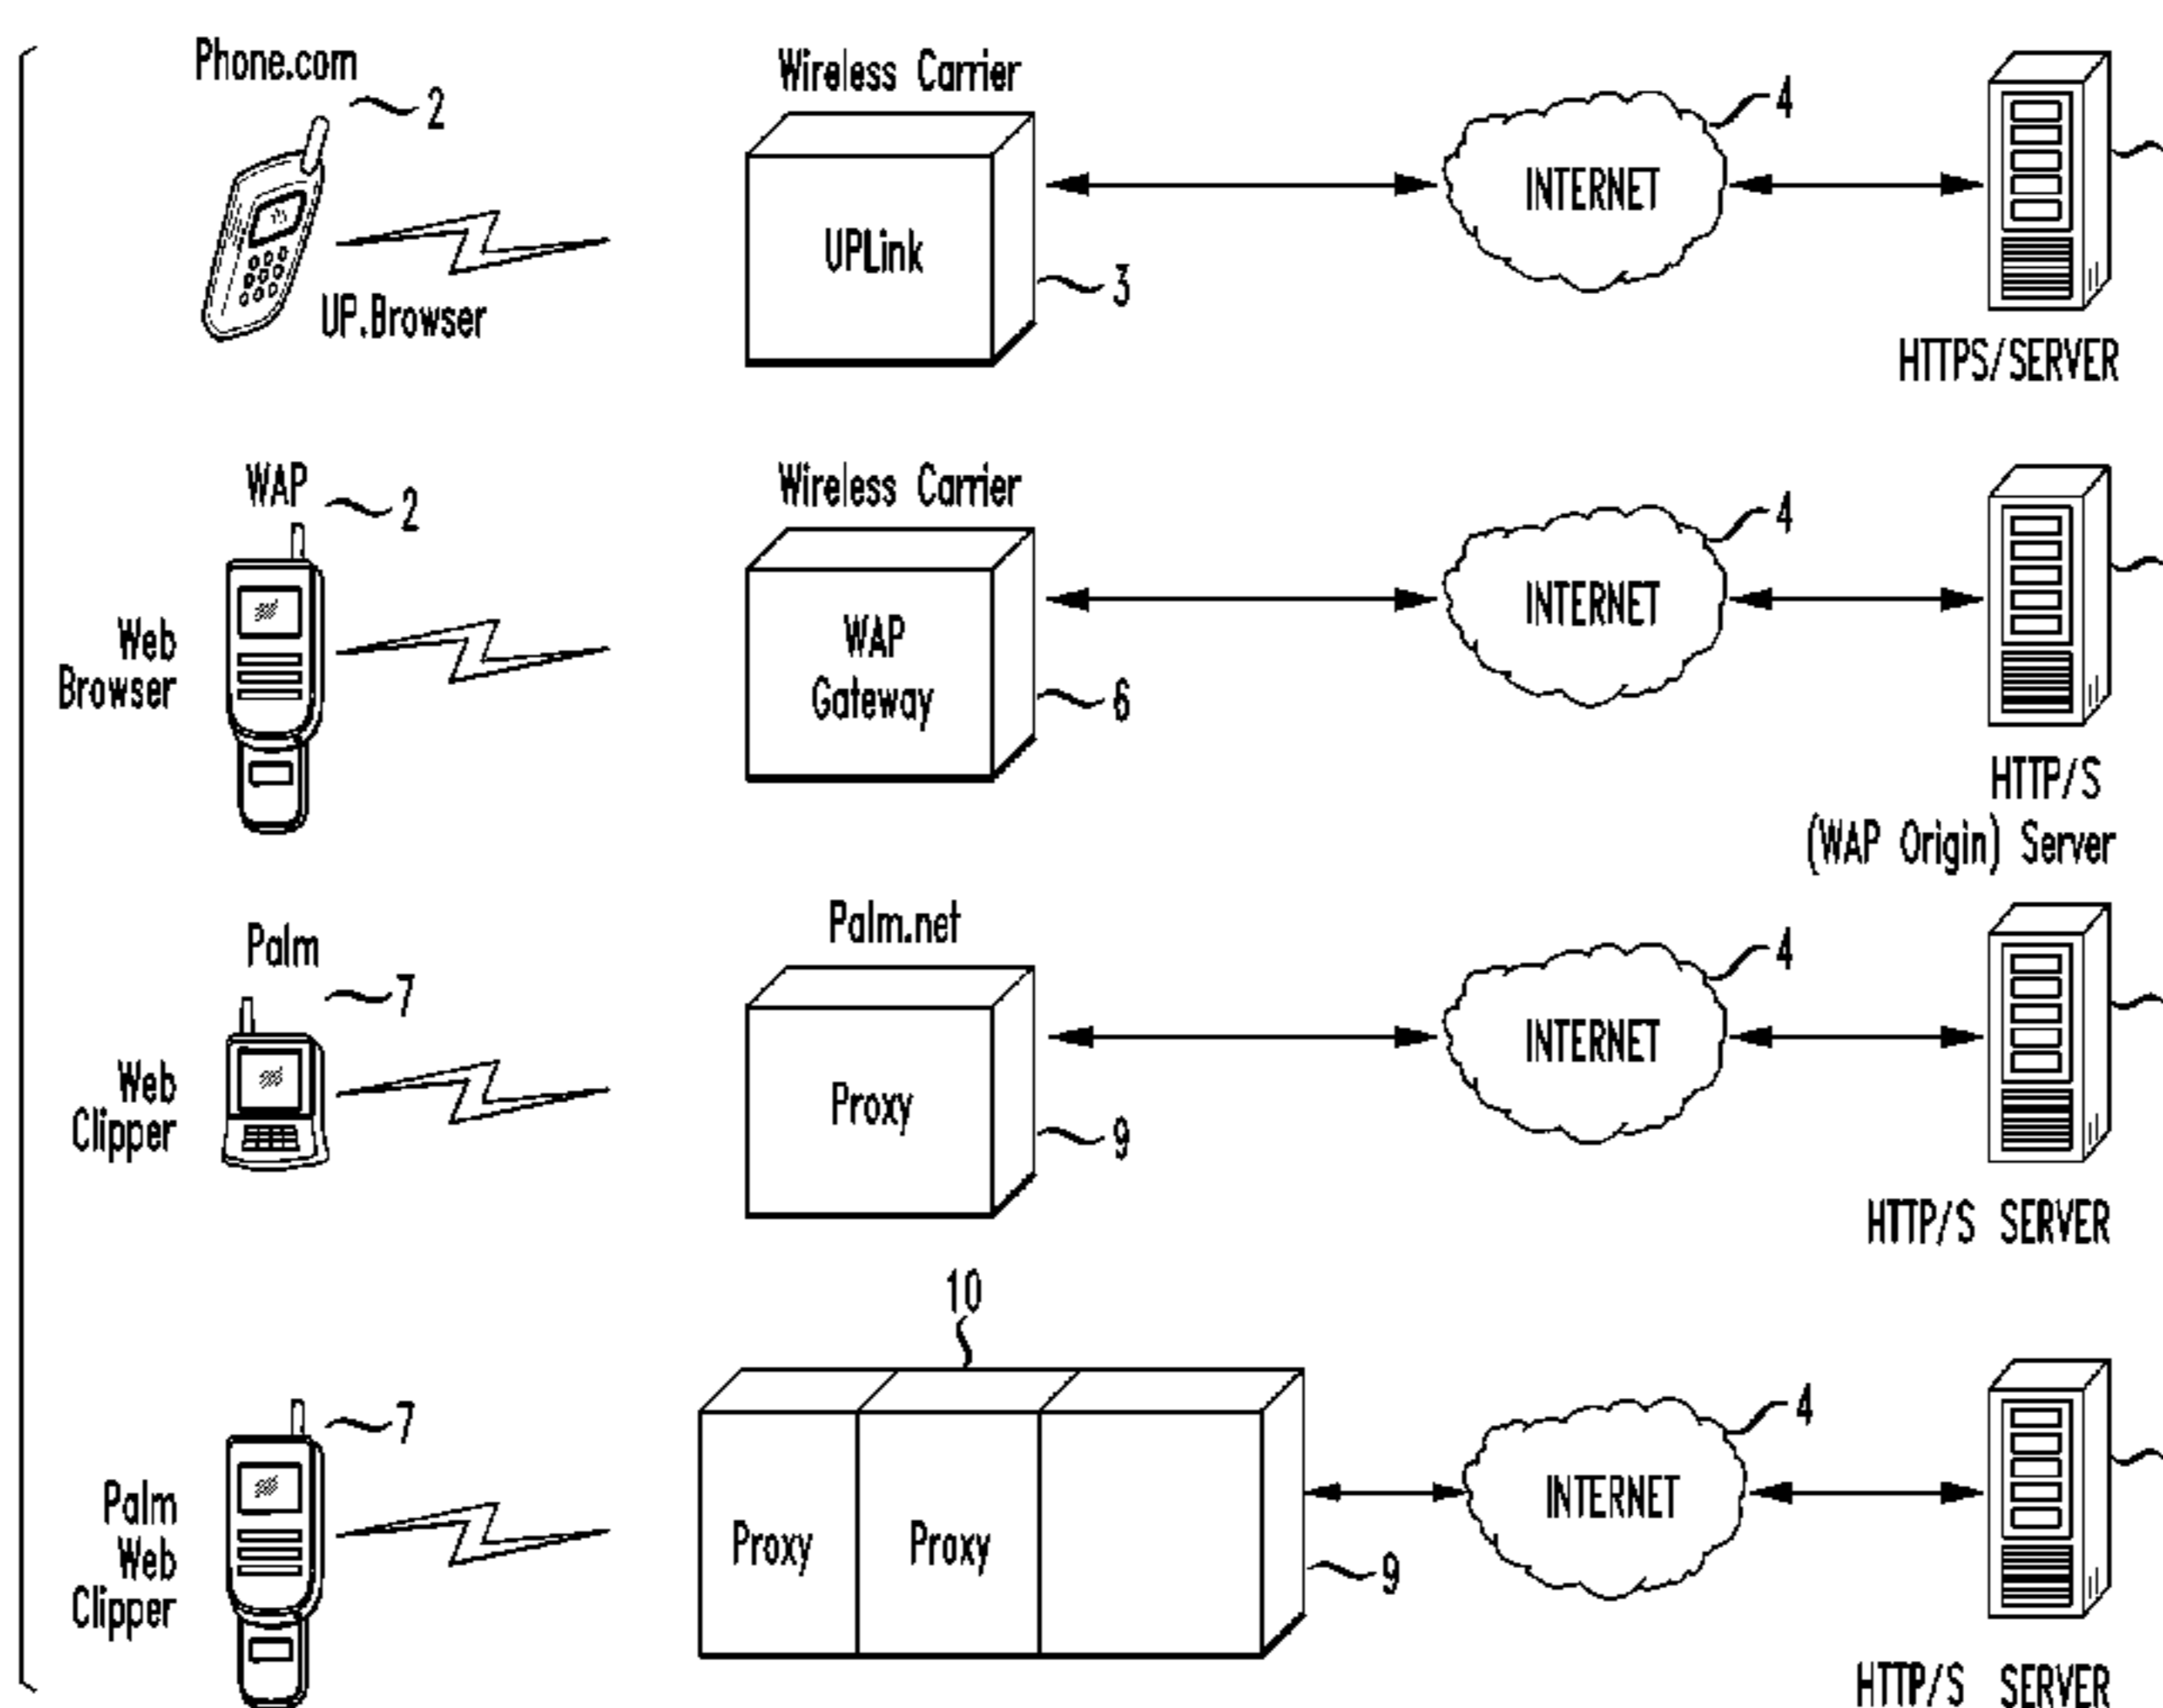 Phone.com
2
UP.Browser
Wireless Carrier
UPLink
3
INTERNET
4
HTTPS/SERVER
WAP
2
Web
Browser
Wireless Carrier
WAP
Gateway
6
INTERNET
4
HTTP/S
(WAP Origin) Server
Palm
7
Web
Clipper
Palm.net
Proxy
9
INTERNET
4
HTTP/S SERVER
7
Palm
Web
Clipper
10
Proxy
Proxy
9
INTERNET
4
HTTP/S SERVER